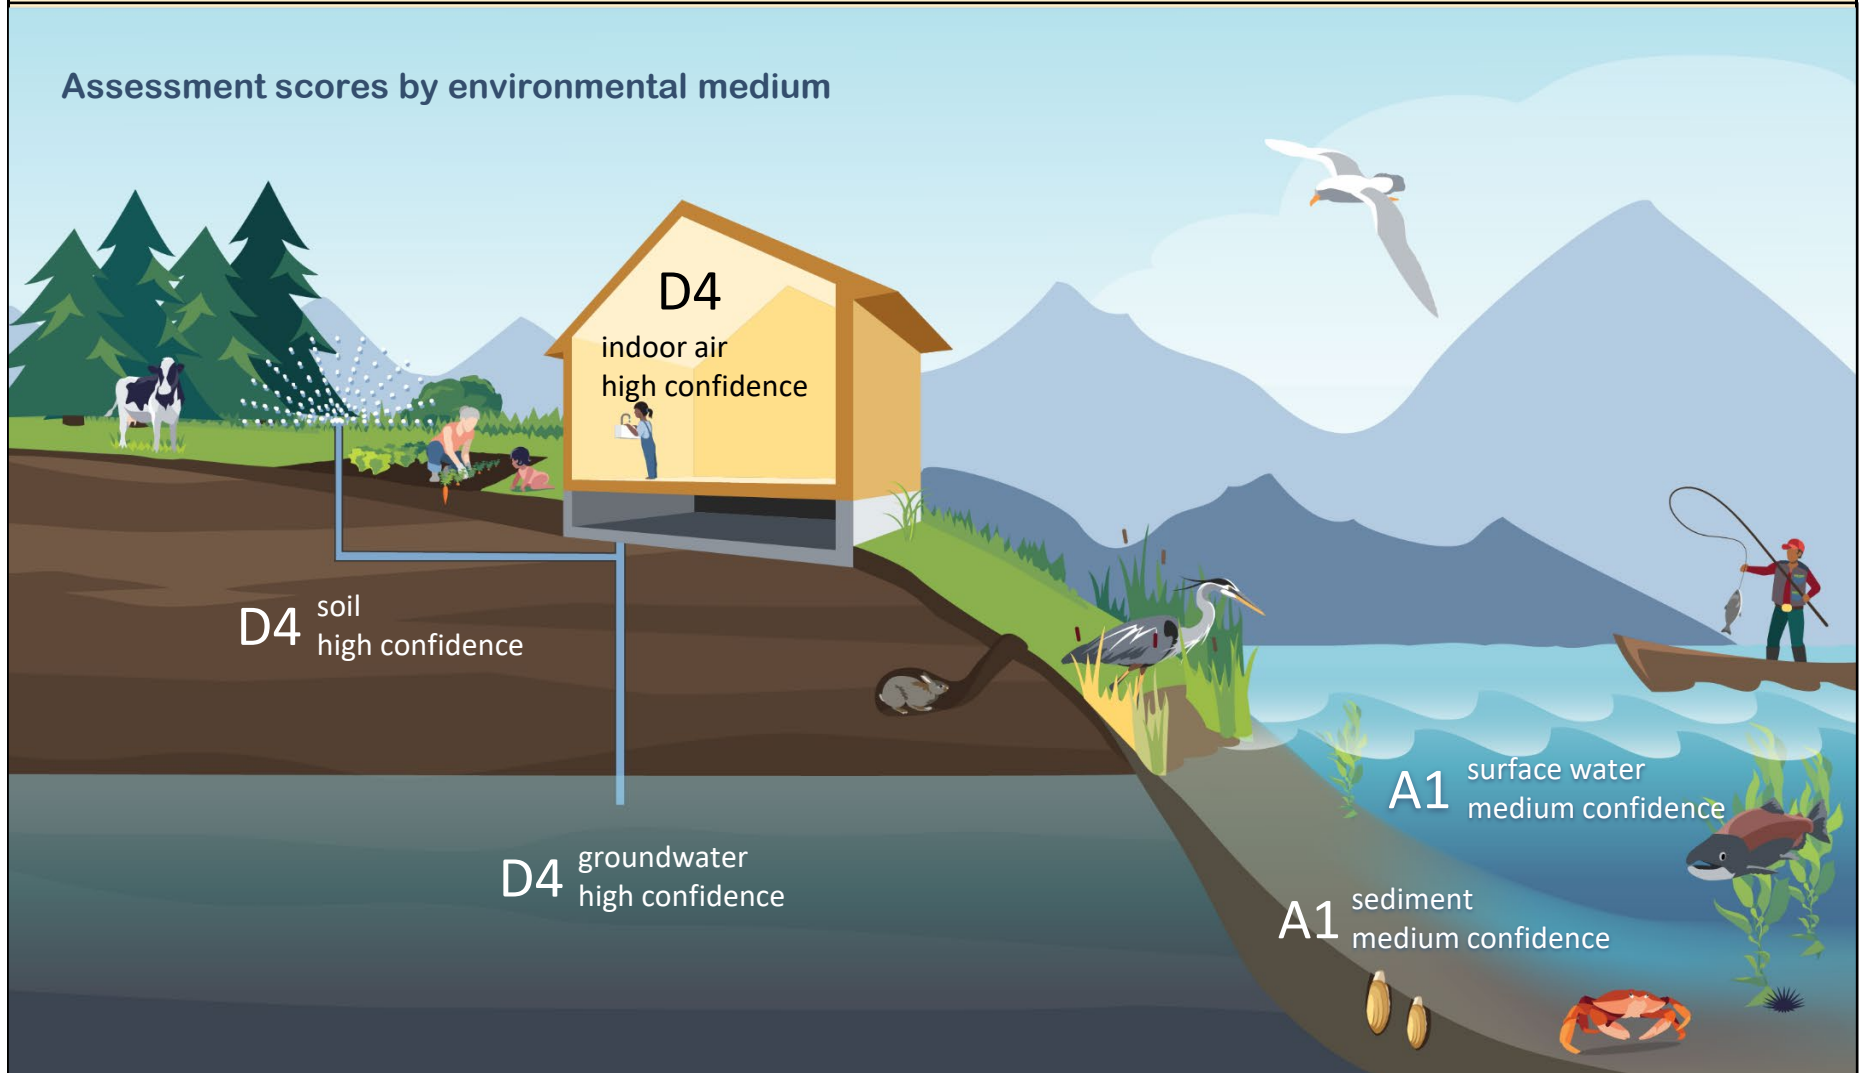 Assessment scores by environmental medium
D4
indoor air
high confidence
D4
soil
high confidence
A1
surface water
medium confidence
D4
groundwater
high confidence
A1
sediment
medium confidence